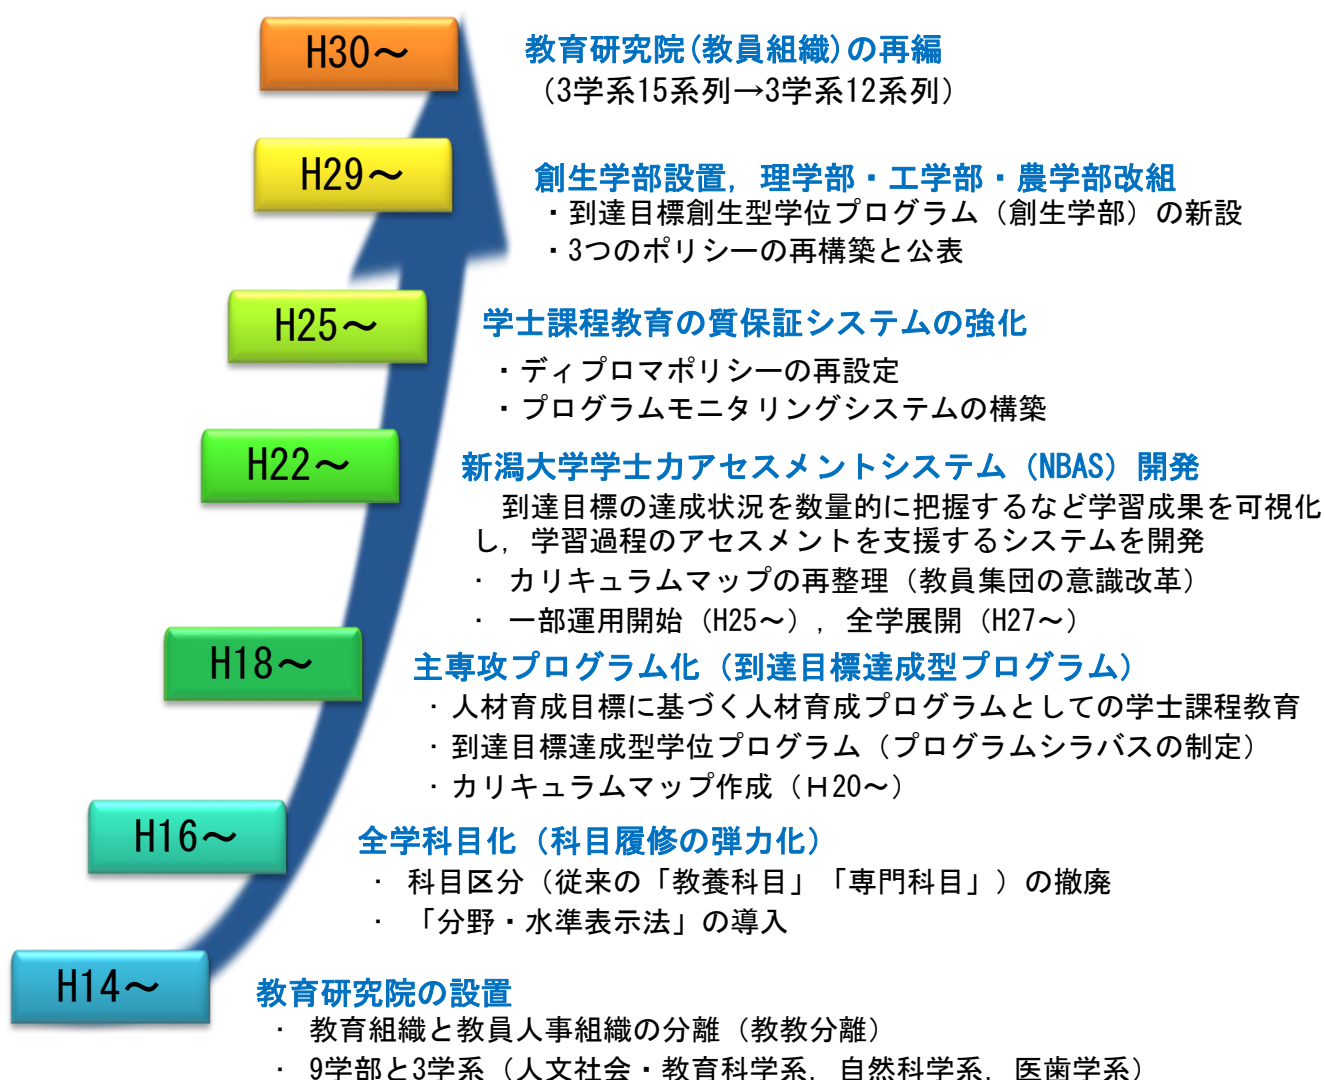 H30～
教育研究院(教員組織)の再編
（3学系15系列→3学系12系列）
H29～
創生学部設置，理学部・工学部・農学部改組
・到達目標創生型学位プログラム（創生学部）の新設
・3つのポリシーの再構築と公表
H25～
学士課程教育の質保証システムの強化
・ディプロマポリシーの再設定
・プログラムモニタリングシステムの構築
H22～
新潟大学学士力アセスメントシステム（NBAS）開発
到達目標の達成状況を数量的に把握するなど学習成果を可視化
し，学習過程のアセスメントを支援するシステムを開発
・ カリキュラムマップの再整理（教員集団の意識改革）
・ 一部運用開始（H25～），全学展開（H27～）
H18～
主専攻プログラム化（到達目標達成型プログラム）
・人材育成目標に基づく人材育成プログラムとしての学士課程教育
・到達目標達成型学位プログラム（プログラムシラバスの制定）
・カリキュラムマップ作成（Ｈ20～）
H16～
全学科目化（科目履修の弾力化）
・ 科目区分（従来の「教養科目」「専門科目」）の撤廃
・ 「分野・水準表示法」の導入
H14～
教育研究院の設置
・ 教育組織と教員人事組織の分離（教教分離）
・ 9学部と3学系（人文社会・教育科学系，自然科学系，医歯学系）